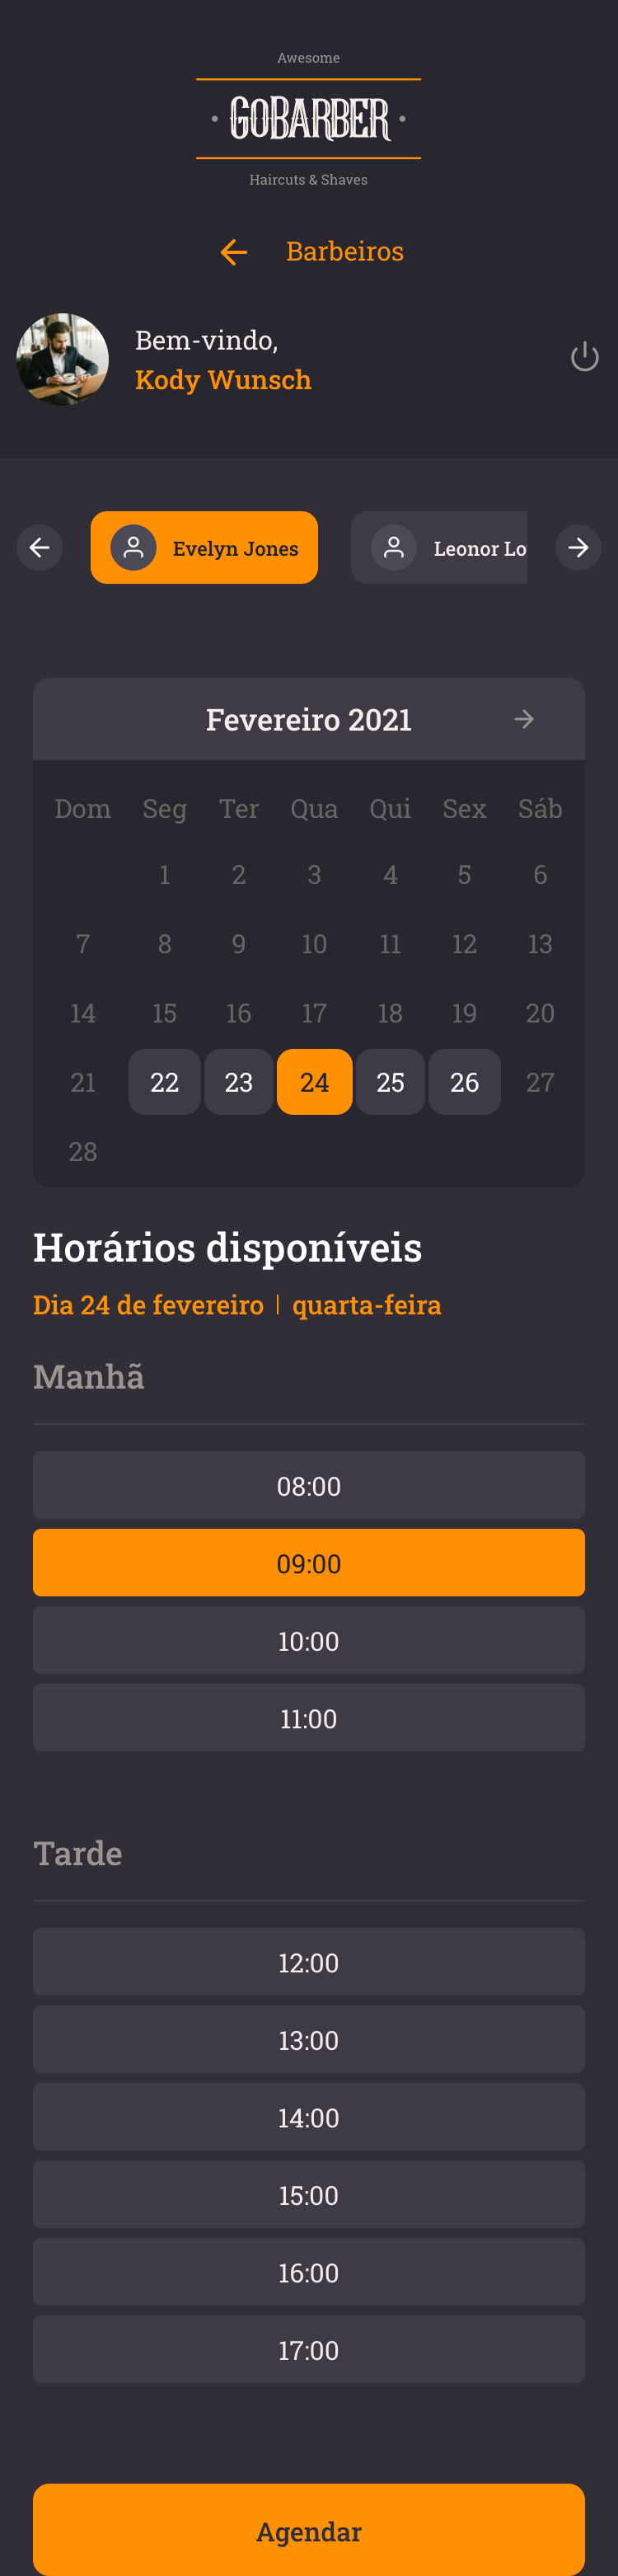 Awesome
• GOBARBER •
Haircuts & Shaves
Barbeiros
Bem-vindo,
Kody Wunsch
Evelyn Jones Leonor Lo
Fevereiro 2021
Dom Seg Ter Qua Qui Sex Sáb
1 2 3 4 5 6
7 8 9 10 11 12 13
14 15 16 17 18 19 20
21 22 23 24 25 26 27
28
Horários disponíveis
Dia 24 de fevereiro | quarta-feira
Manhã
08:00
09:00
10:00
11:00
Tarde
12:00
13:00
14:00
15:00
16:00
17:00
Agendar